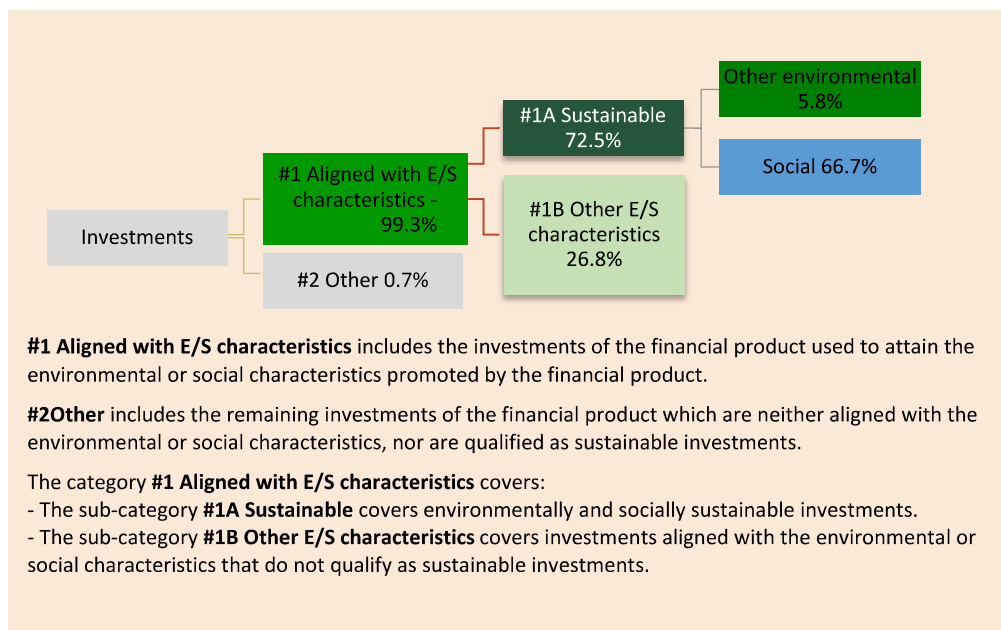 Investments
#1 Aligned with E/S
characteristics -
99.3%
#2 Other 0.7%
#1A Sustainable
72.5%
#1B Other E/S
characteristics
26.8%
Other environmental
5.8%
Social 66.7%
#1 Aligned with E/S characteristics includes the investments of the financial product used to attain the
environmental or social characteristics promoted by the financial product.
#2Other includes the remaining investments of the financial product which are neither aligned with the
environmental or social characteristics, nor are qualified as sustainable investments.
The category #1 Aligned with E/S characteristics covers:
- The sub-category #1A Sustainable covers environmentally and socially sustainable investments.
- The sub-category #1B Other E/S characteristics covers investments aligned with the environmental or
social characteristics that do not qualify as sustainable investments.